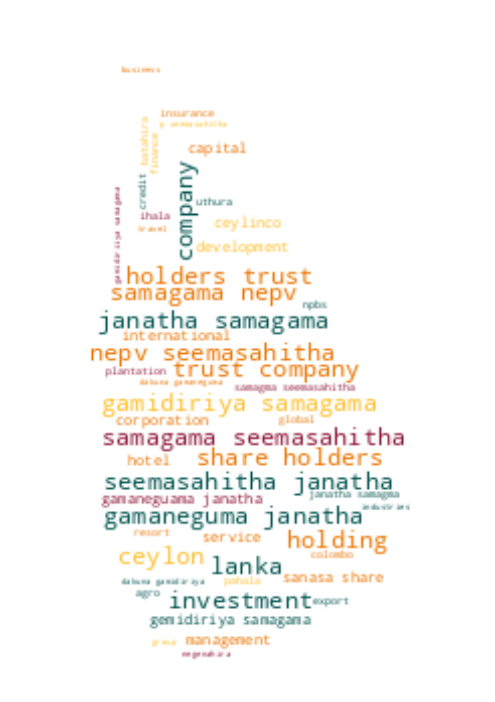 business
insurance
seemasahitha
batahira
finance
capital
company
credit
uthura
ihala
gamidiriya samagama
travel
ceylinco
development
holders trust
samagama nepv
npbs
janatha samagama
international
nepv seemasahitha
plantation
trust company
dakuna gamaneguma
samagma seemasahitha
gamidiriya samagama
corporation
global
samagama seemasahitha
hotel
share holders
seemasahitha janatha
gamaneguama janatha
janatha samagma
industries
gamaneguma janatha
resort
service
holding
ceylon
colombo
lanka
dakuna gamidiriya
pahala
sanasa share
agro
investment
export
gemidiriya samagama
group
management
negenahira